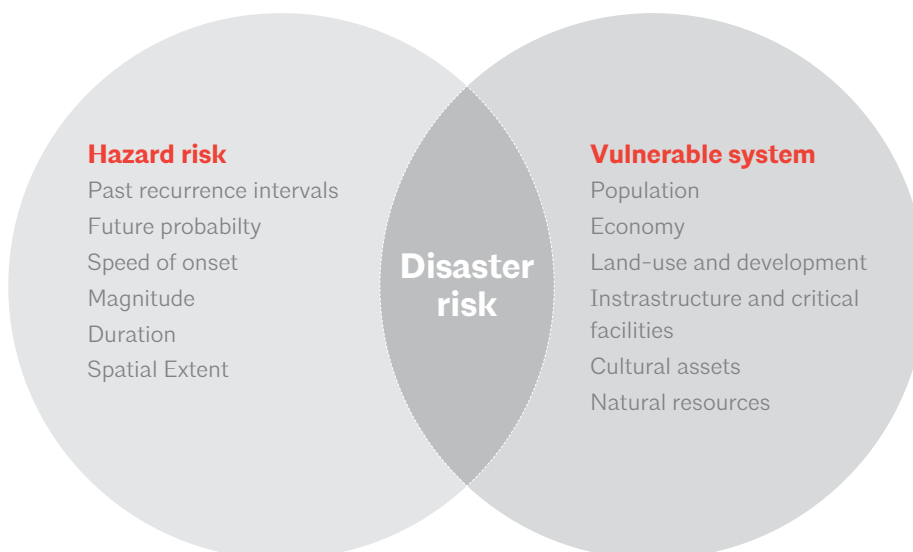 Hazard risk
Past recurrence intervals
Future probabilty
Speed of onset
Magnitude
Duration
Spatial Extent
Disaster
risk
Vulnerable system
Population
Economy
Land-use and development
Instrastructure and critical
facilities
Cultural assets
Natural resources